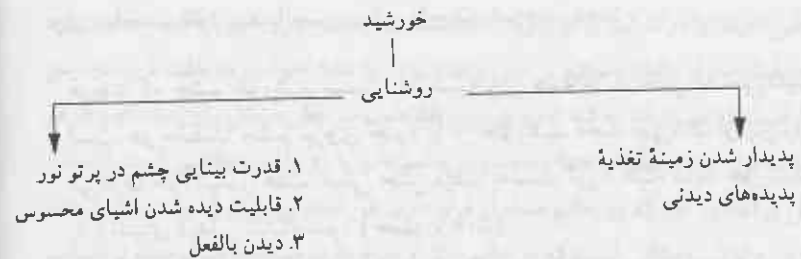 خورشید
روشنایی
پدیدار شدن زمینهٔ تغذیهٔ
پدیده‌های دیدنی
۱. قدرت بینایی چشم در پرتو نور
۲. قابلیت دیده شدن اشیای محسوس
۳. دیدن بالفعل